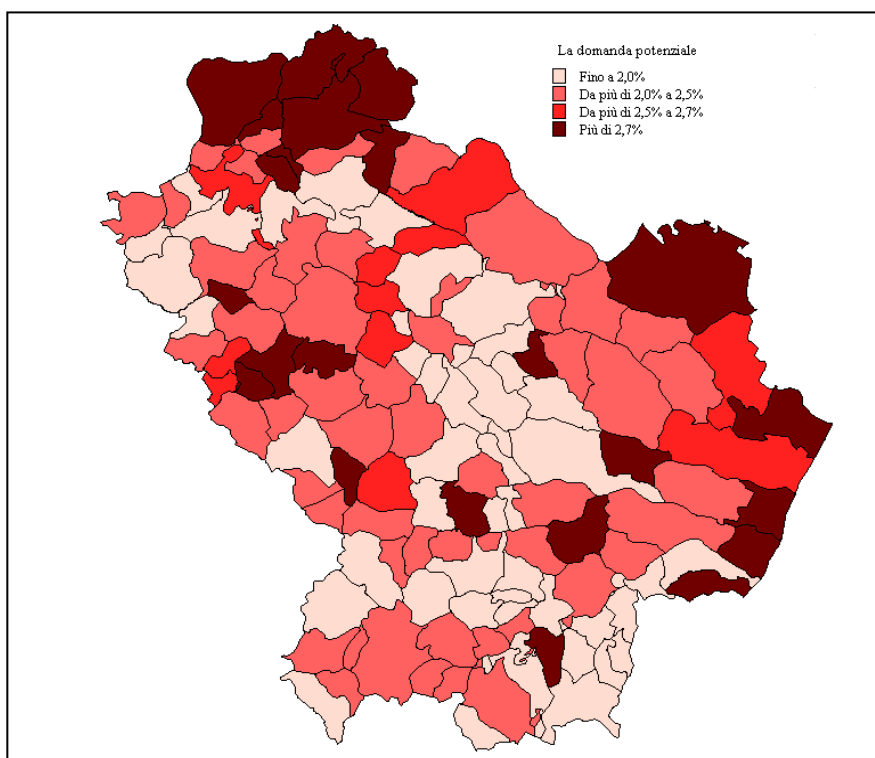 La domanda potenziale
Fino a 2,0%
Da più di 2,0% a 2,5%
Da più di 2,5% a 2,7%
Più di 2,7%